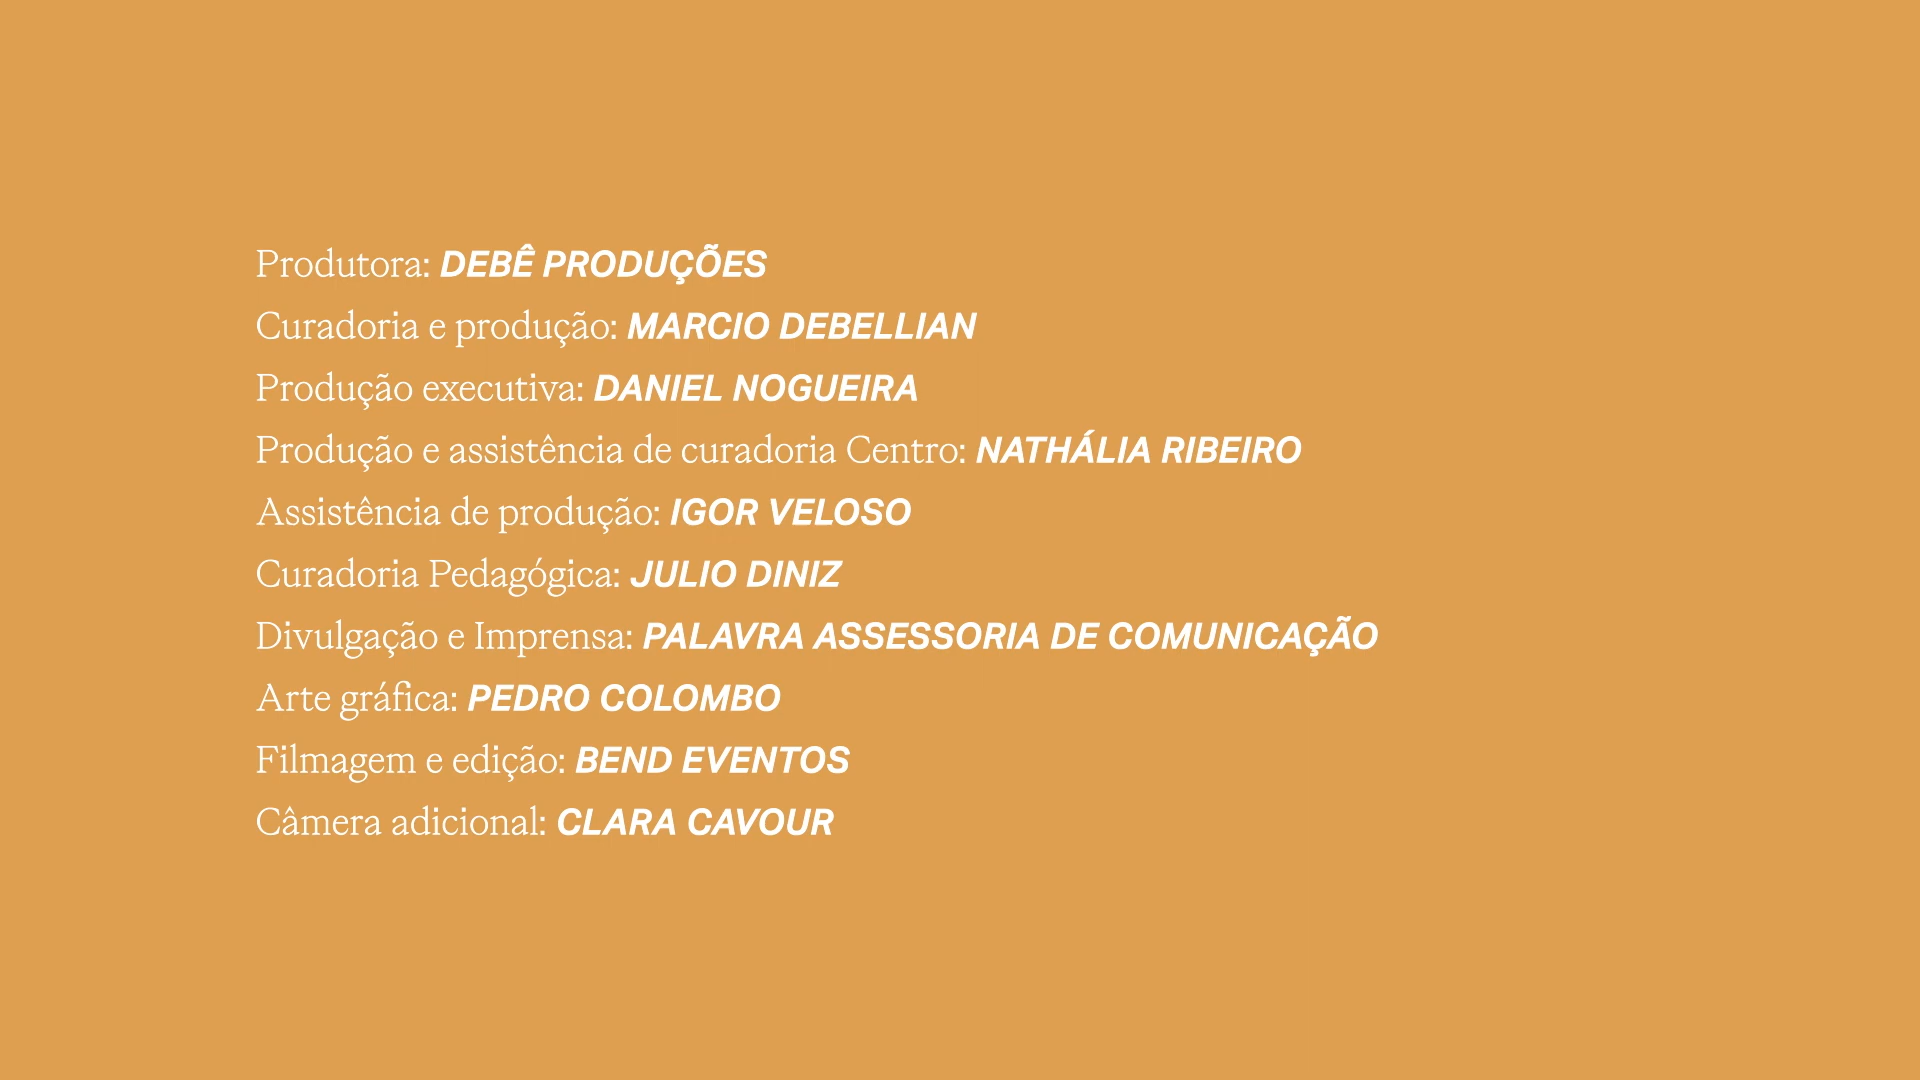 Produtora: DEBÊ PRODUÇÕES
Curadoria e produção: MARCIO DEBELLIAN
Produção executiva: DANIEL NOGUEIRA
Produção e assistência de curadoria Centro: NATHÁLIA RIBEIRO
Assistência de produção: IGOR VELOSO
Curadoria Pedagógica: JULIO DINIZ
Divulgação e Imprensa: PALAVRA ASSESSORIA DE COMUNICAÇÃO
Arte gráfica: PEDRO COLOMBO
Filmagem e edição: BEND EVENTOS
Câmera adicional: CLARA CAVOUR